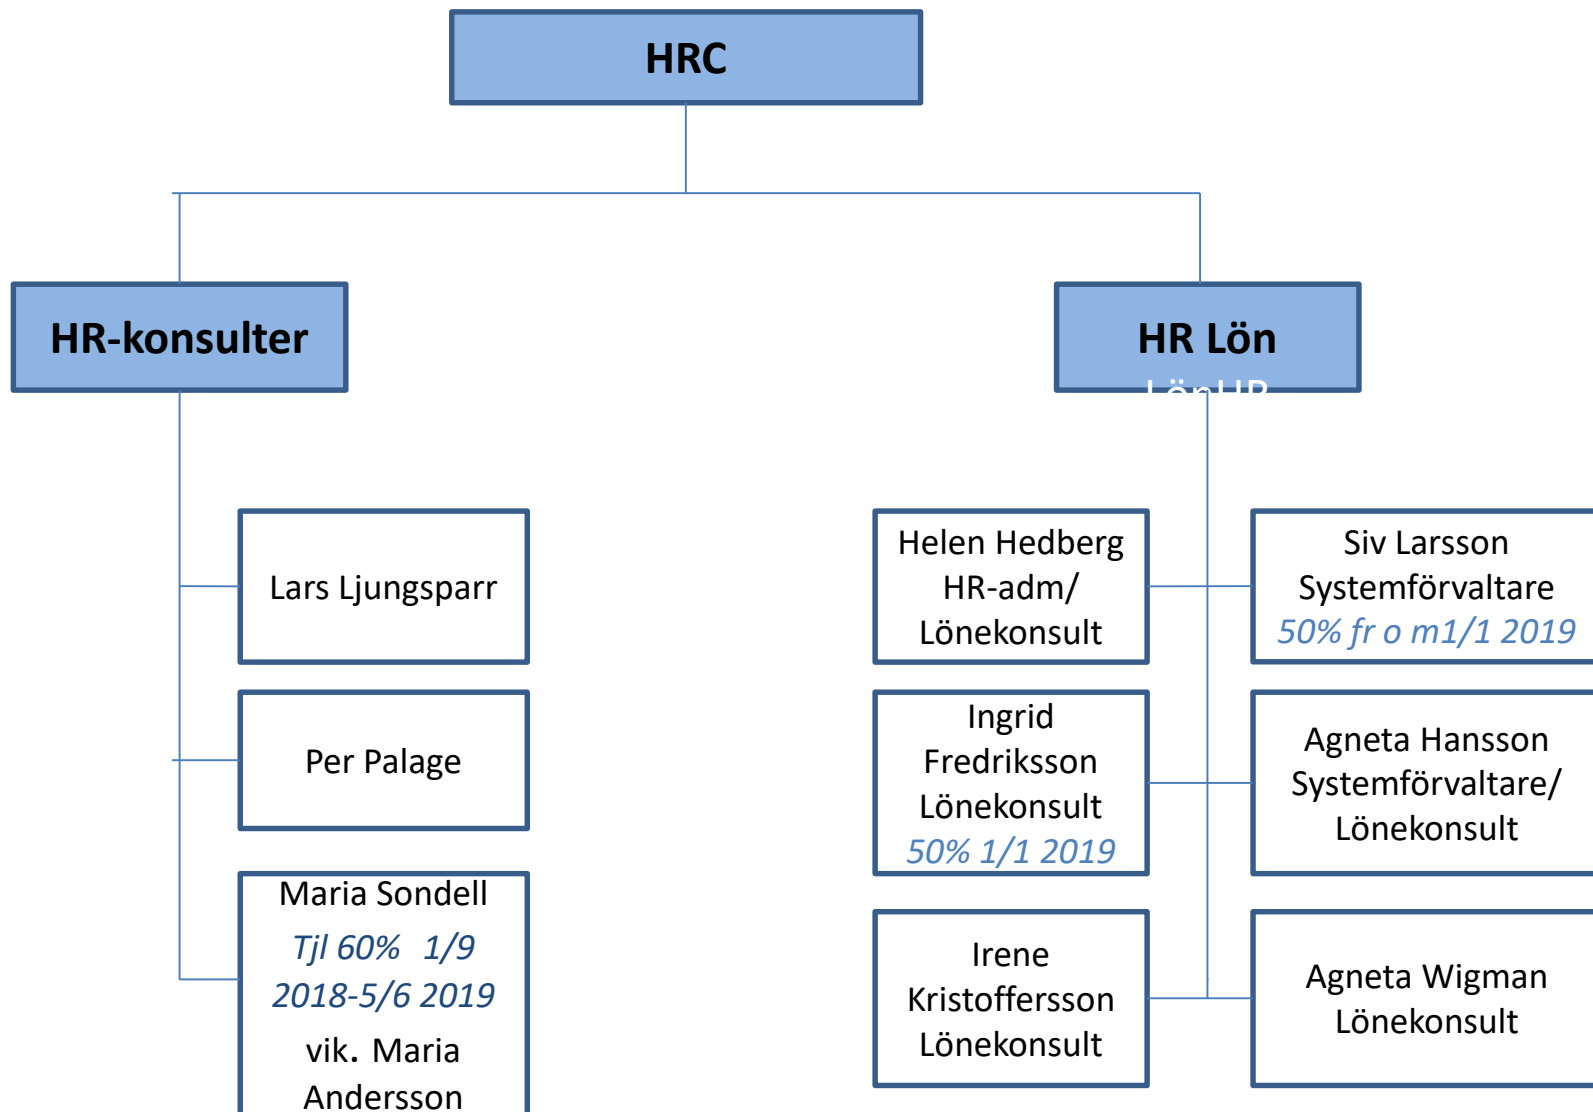 HRC
HR-konsulter
HR Lön
LönHR
Lars Ljungsparr
Per Palage
Maria Sondell
Tjl 60% 1/9
2018-5/6 2019
vik. Maria
Andersson
Helen Hedberg
HR-adm/
Lönekonsult
Siv Larsson
Systemförvaltare
50% fr o m1/1 2019
Ingrid
Fredriksson
Lönekonsult
50% 1/1 2019
Agneta Hansson
Systemförvaltare/
Lönekonsult
Irene
Kristoffersson
Lönekonsult
Agneta Wigman
Lönekonsult